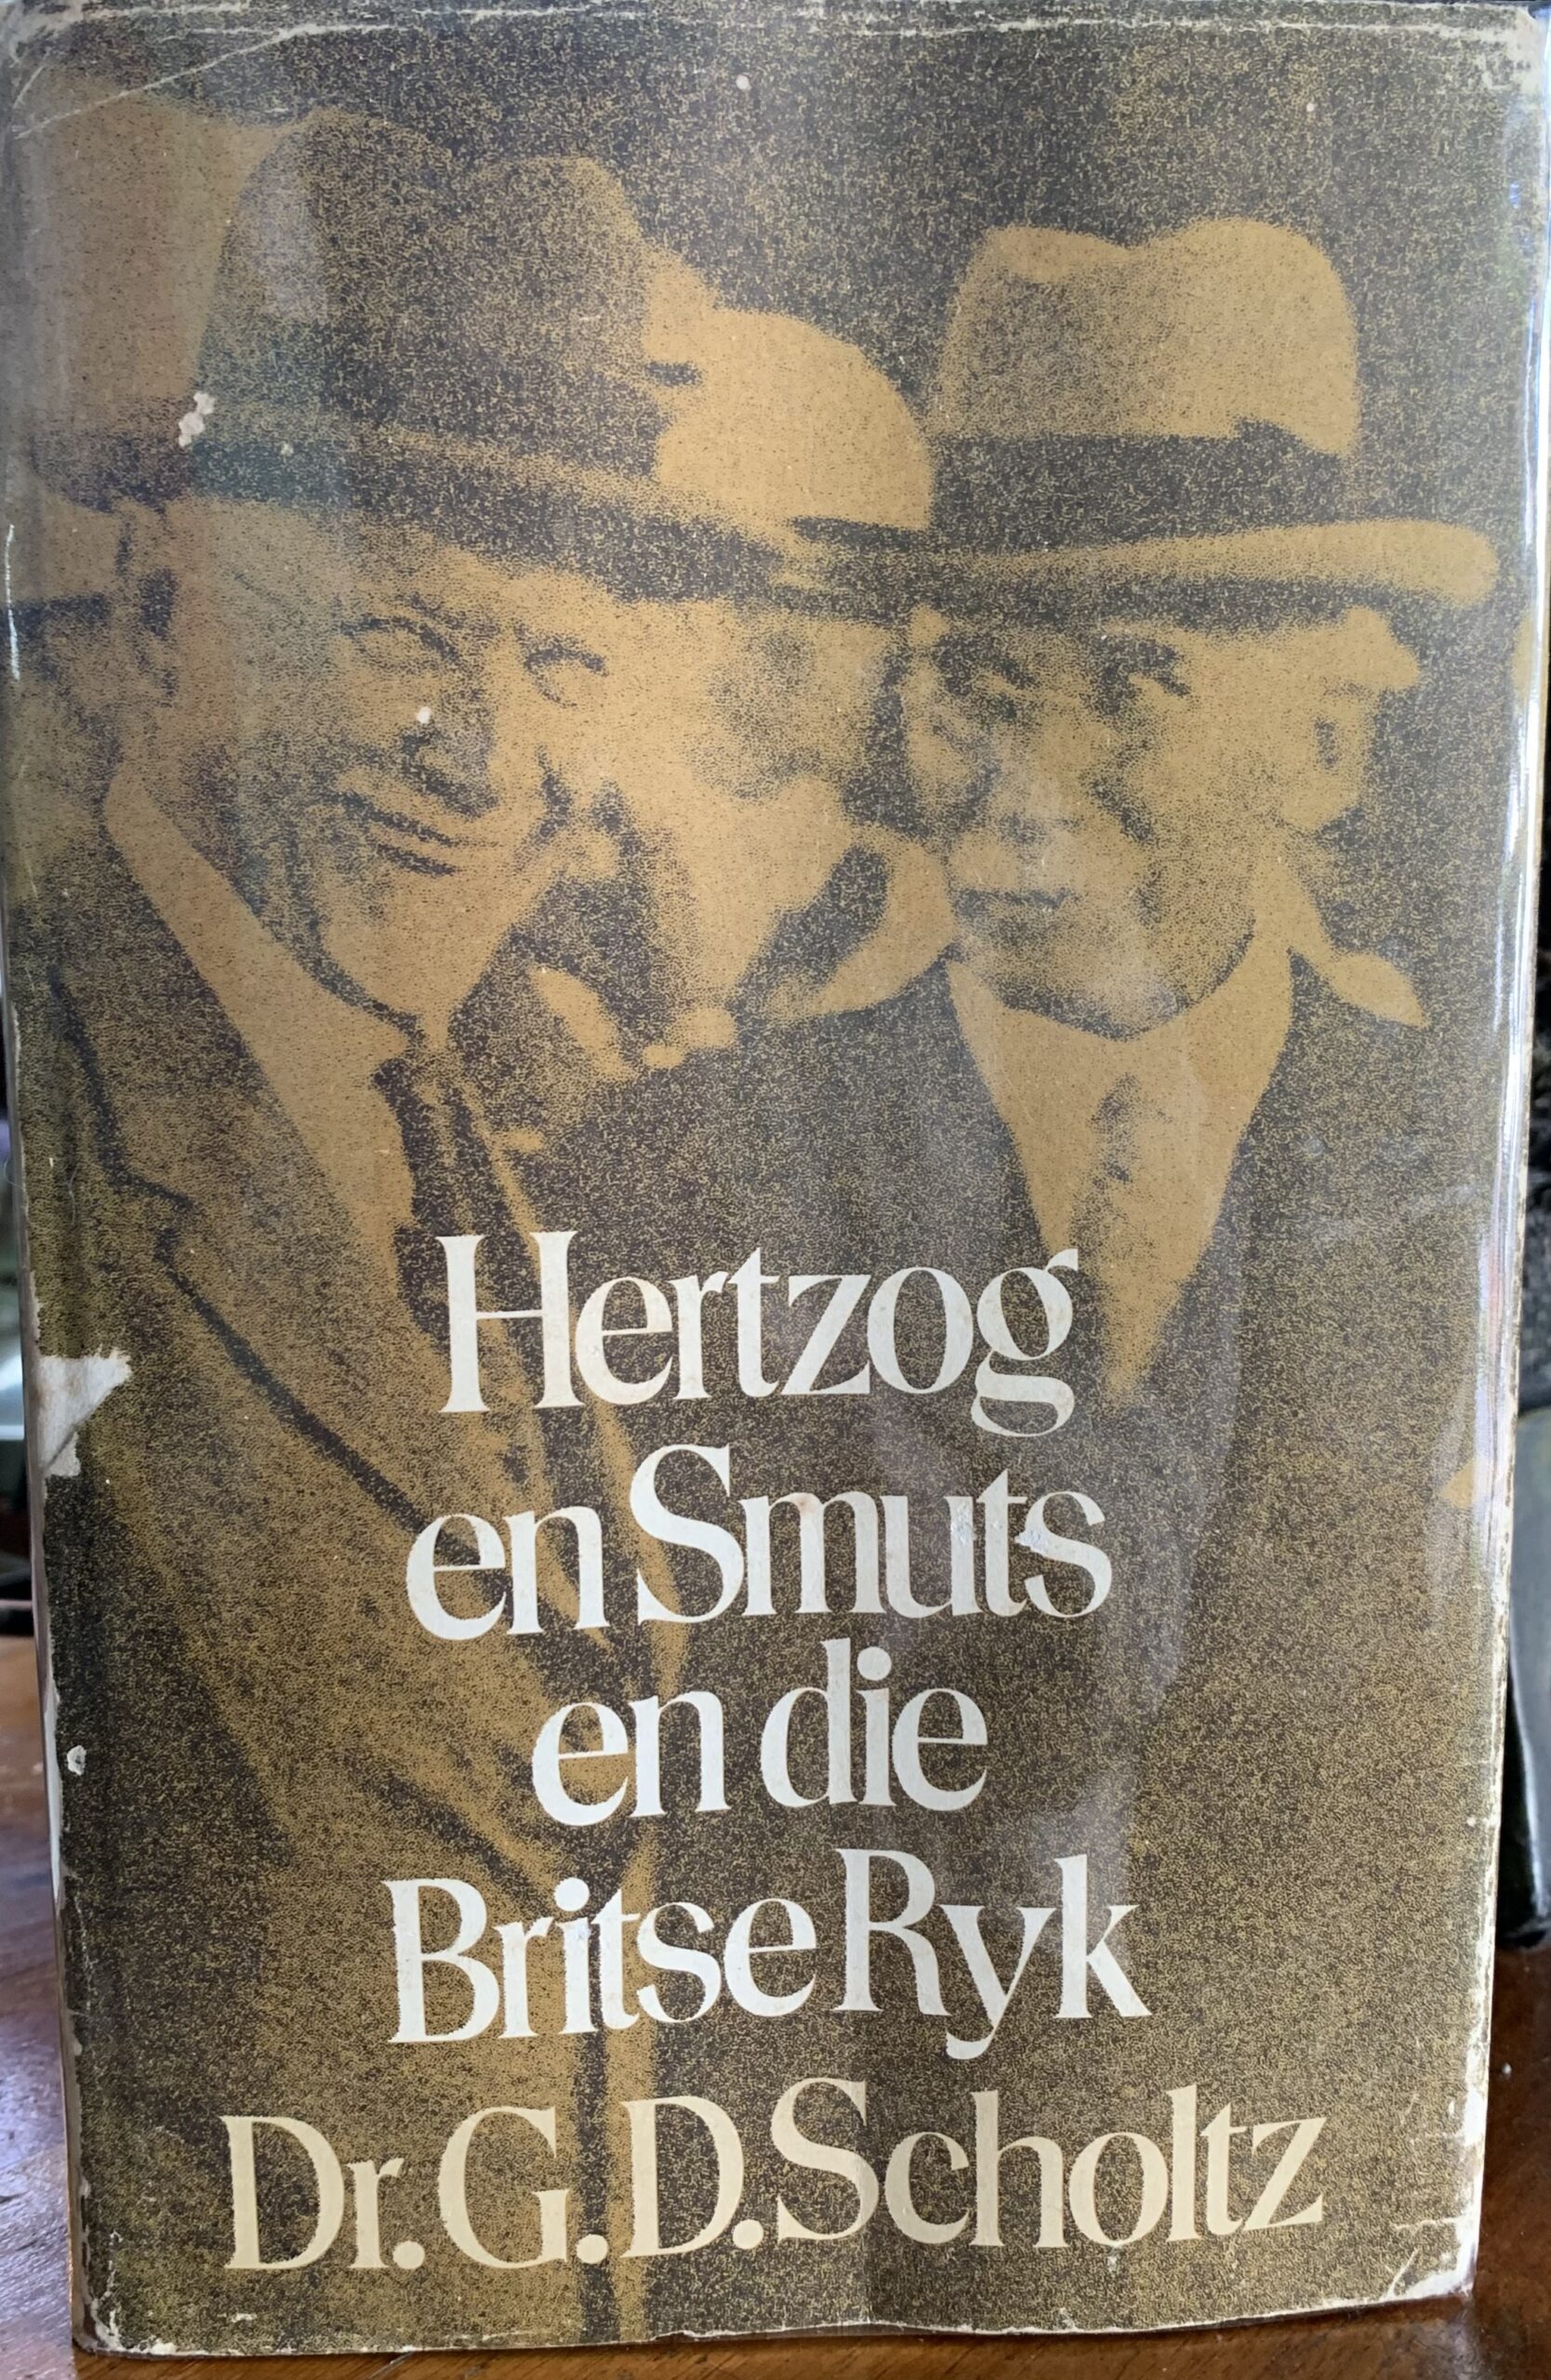 Hertzog
en Smuts
en die
Britse Ryk
Dr. G. D. Scholtz